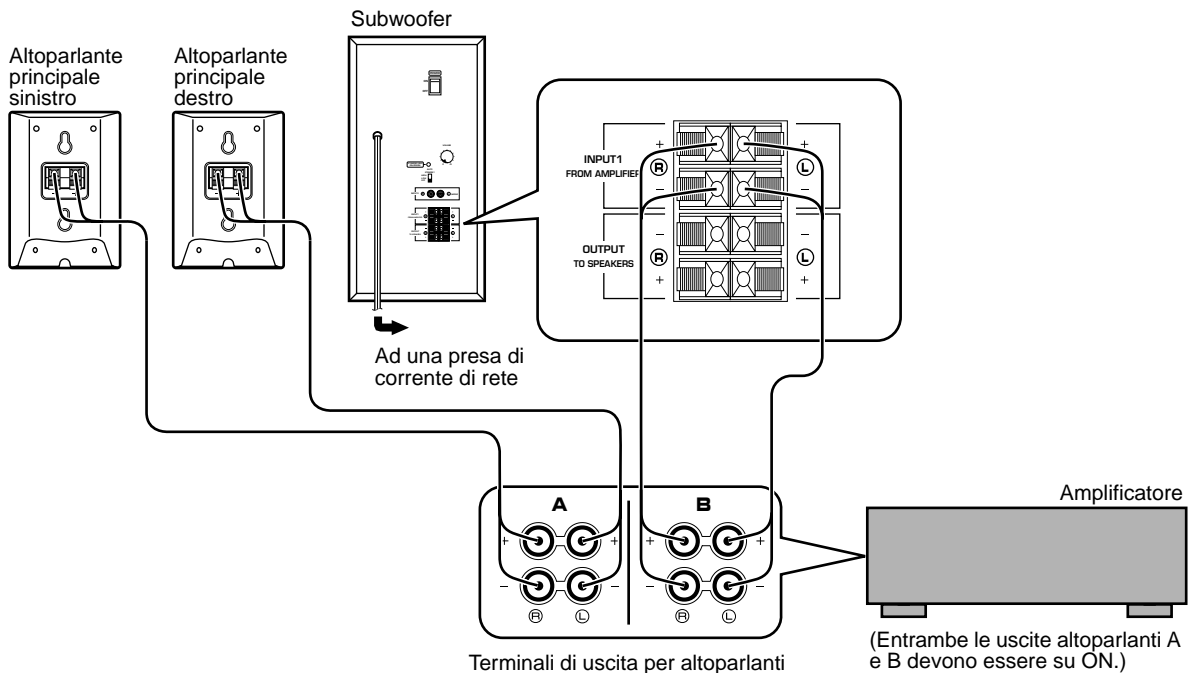 Subwoofer
Altoparlante
principale
sinistro
Altoparlante
principale
destro
INPUT1
FROM AMPLIFIER
+
R
–
+
L
–
OUTPUT
TO SPEAKERS
–
R
+
–
L
+
Ad una presa di
corrente di rete
A
B
+
+
+
+
–
–
–
–
R
L
R
L
Terminali di uscita per altoparlanti
Amplificatore
(Entrambe le uscite altoparlanti A
e B devono essere su ON.)